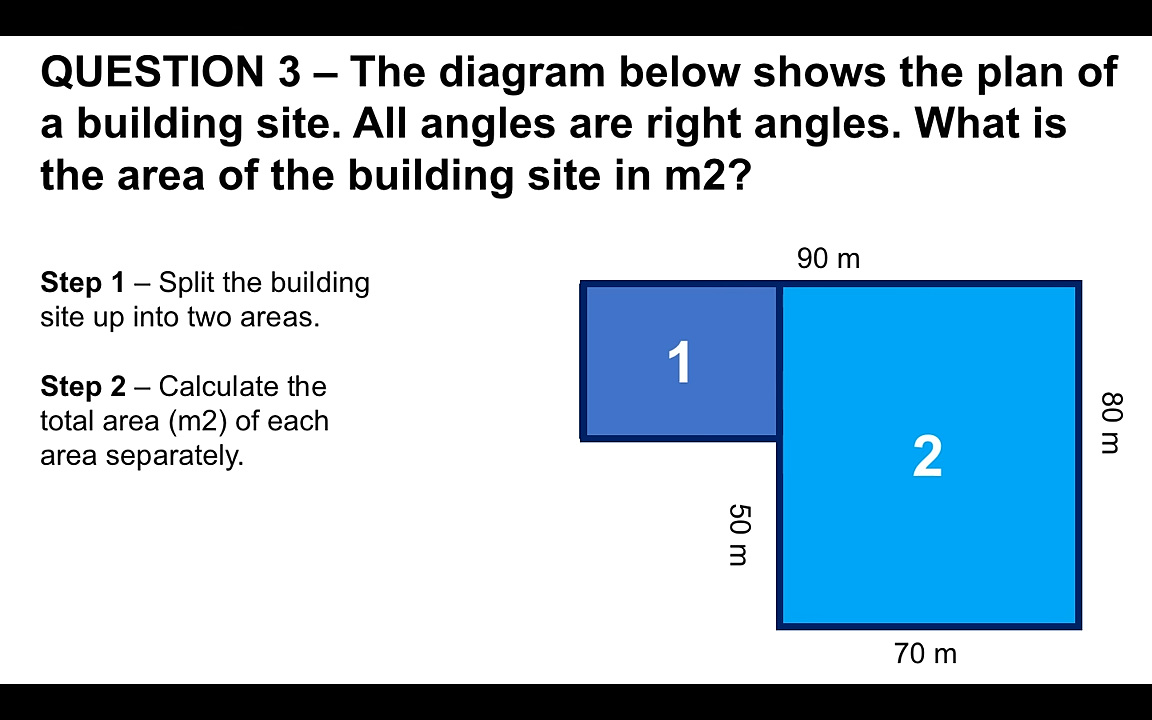 QUESTION 3 – The diagram below shows the plan of
a building site. All angles are right angles. What is
the area of the building site in m2?
Step 1 – Split the building
site up into two areas.
Step 2 – Calculate the
total area (m2) of each
area separately.
90 m
1
2
80 m
50 m
70 m